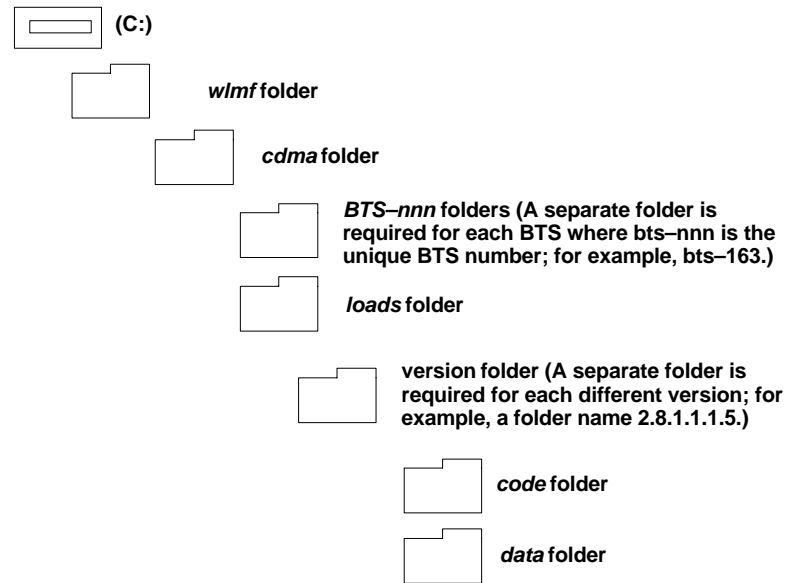 (C:)
wlmf folder
cdma folder
BTS–nnn folders (A separate folder is
required for each BTS where bts–nnn is the
unique BTS number; for example, bts–163.)
loads folder
version folder (A separate folder is
required for each different version; for
example, a folder name 2.8.1.1.1.5.)
code folder
data folder